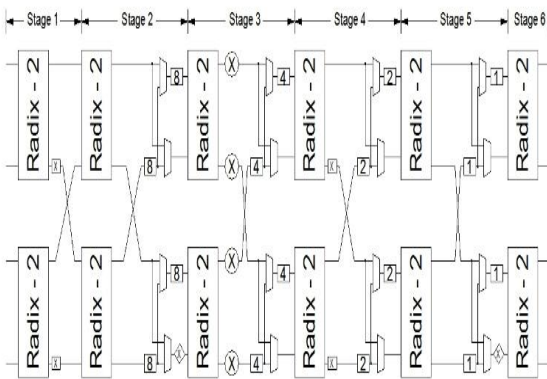 Stage 1 Stage 2 Stage 3 Stage 4 Stage 5 Stage 6
Radix - 2 Radix - 2 8 Radix - 2 X 4 Radix - 2 2 Radix - 2 1 Radix - 2
x 8 X 4 x 2 1
Radix - 2 Radix - 2 8 Radix - 2 X 4 Radix - 2 2 Radix - 2 1 Radix - 2
x 8 x X 4 x 2 1 x